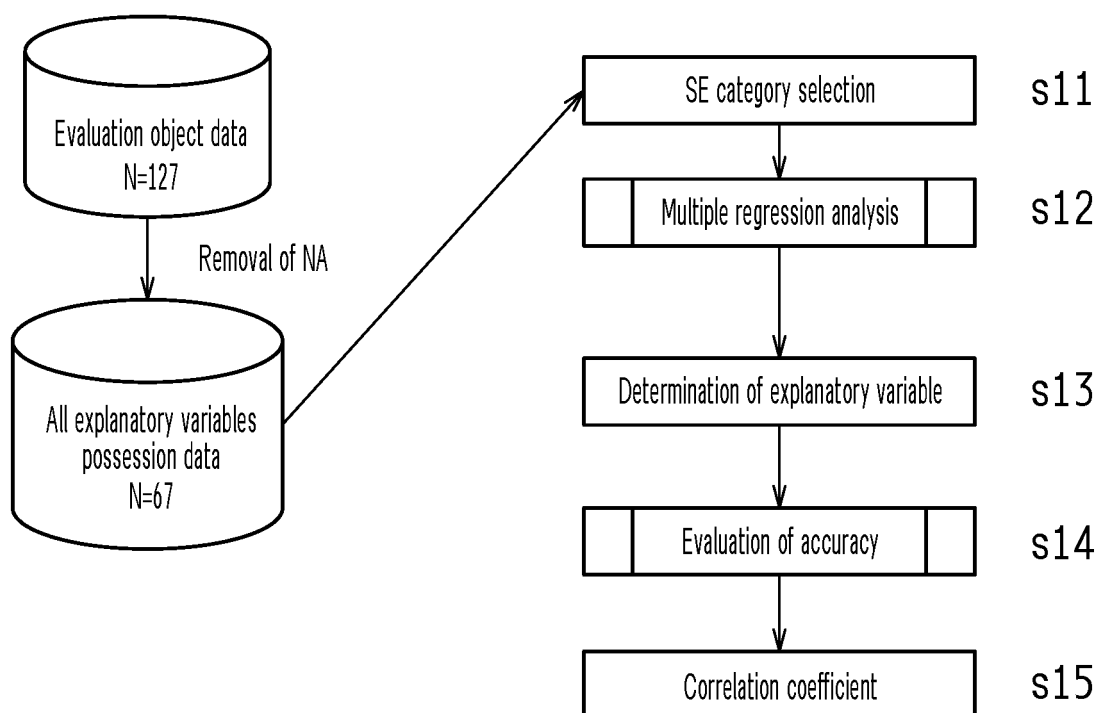 Evaluation object data
N=127
Removal of NA
All explanatory variables
possession data
N=67
SE category selection
s11
Multiple regression analysis
s12
Determination of explanatory variable
s13
Evaluation of accuracy
s14
Correlation coefficient
s15